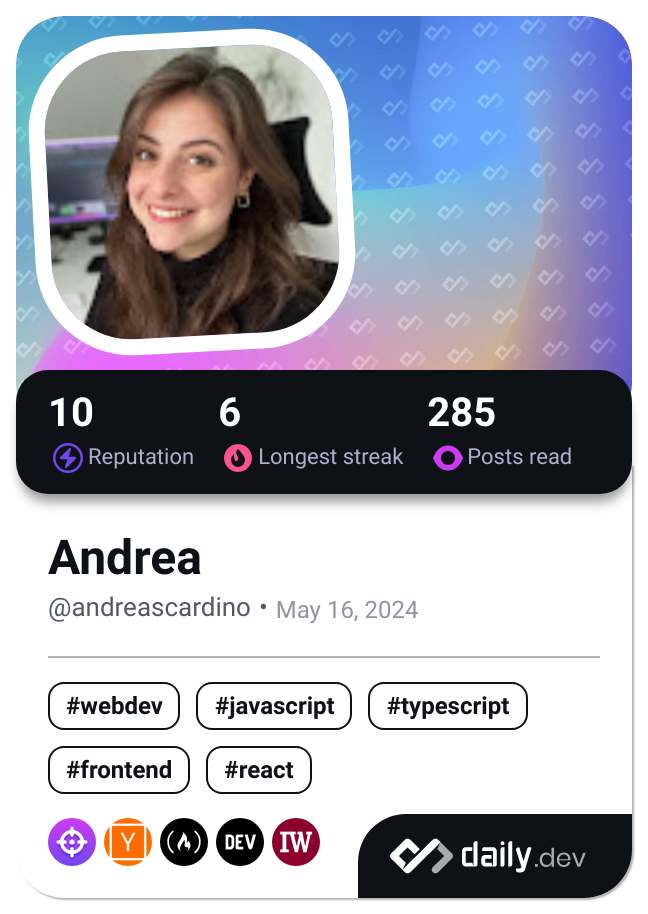 10 6 285
Reputation Longest streak Posts read
Andrea
@andreascardino • May 16, 2024
#webdev #javascript #typescript
#frontend #react
Y DEV IW
daily.dev